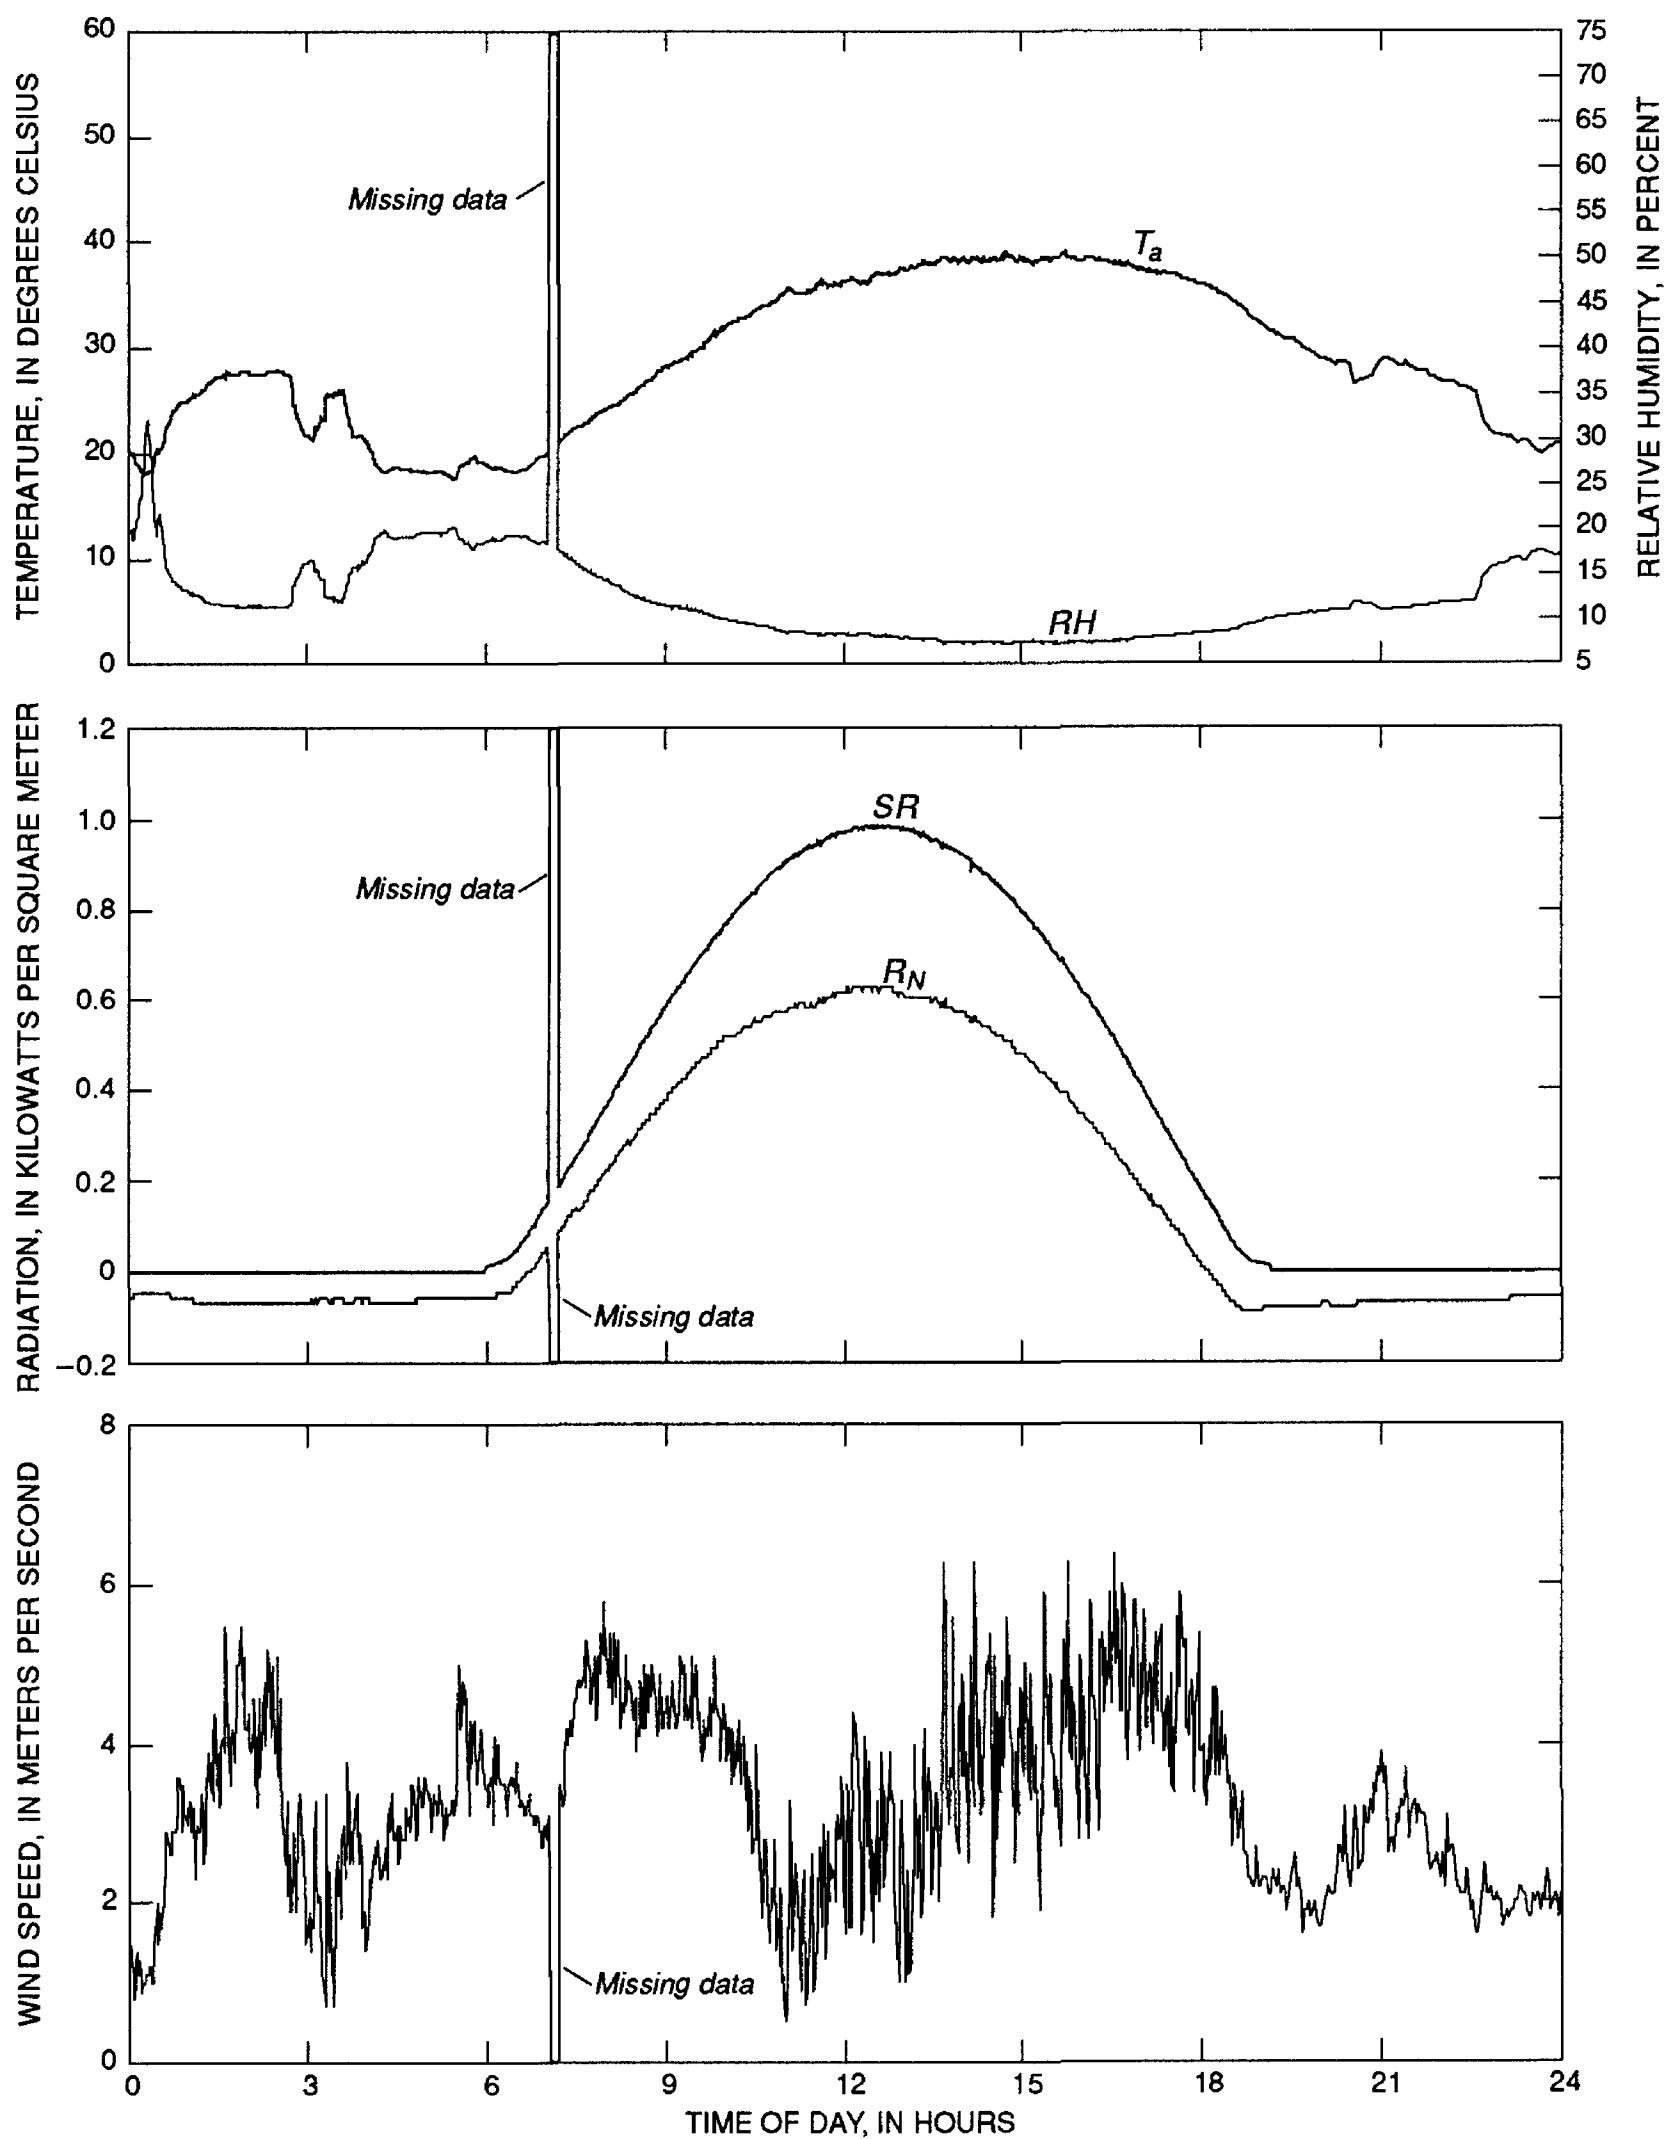 TEMPERATURE, IN DEGREES CELSIUS
60
50
40
30
20
10
0
Missing data
Ta
RH
75
70
65
60
55
50
45
40
35
30
25
20
15
10
5
RELATIVE HUMIDITY, IN PERCENT
RADIATION, IN KILOWATTS PER SQUARE METER
1.2
1.0
0.8
0.6
0.4
0.2
0
−0.2
Missing data
SR
RN
Missing data
WIND SPEED, IN METERS PER SECOND
8
6
4
2
0
Missing data
0 3 6 9 12 15 18 21 24
TIME OF DAY, IN HOURS